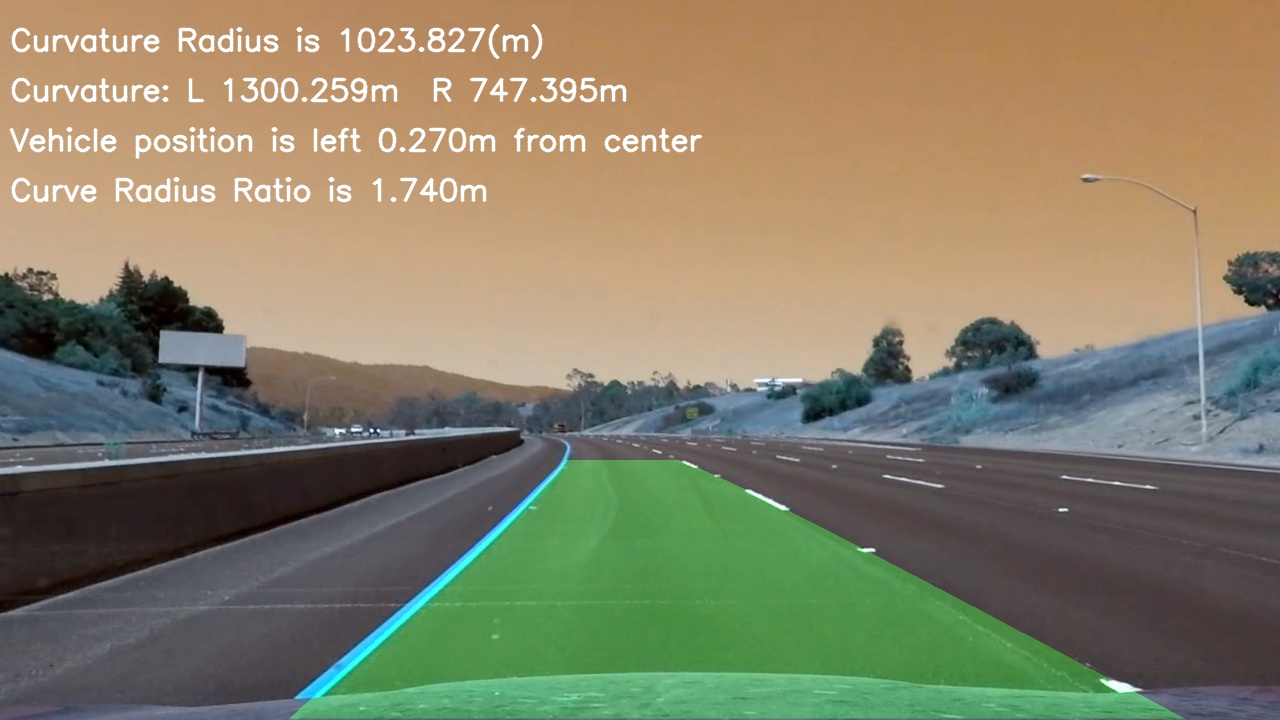 Curvature Radius is 1023.827(m)
Curvature: L 1300.259m R 747.395m
Vehicle position is left 0.270m from center
Curve Radius Ratio is 1.740m